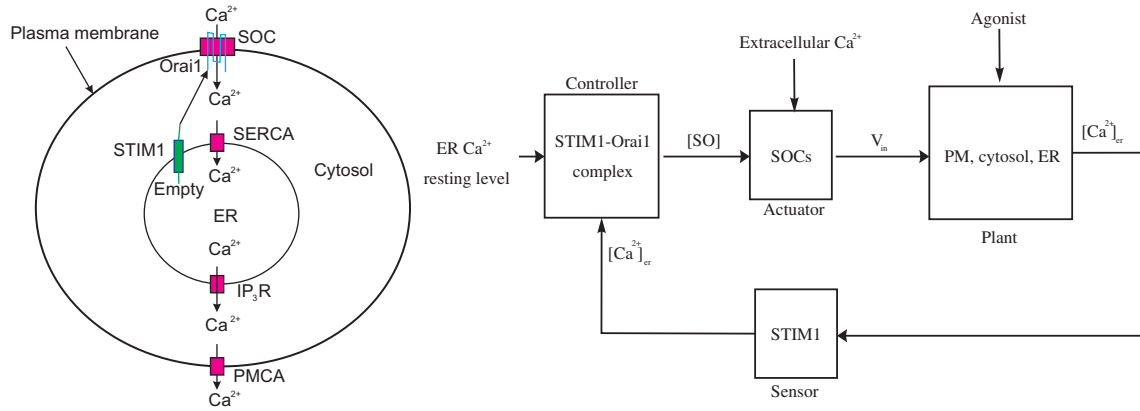 Ca2+
Plasma membrane
SOC
Orai1
Ca2+
SERCA
STIM1
Ca2+
Empty
Cytosol
ER
Ca2+
IP3R
Ca2+
PMCA
Ca2+
Agonist
Extracellular Ca2+
Controller
ER Ca2+
resting level
STIM1-Orai1
complex
[SO]
SOCs
Actuator
Vin
PM, cytosol, ER
Plant
[Ca2+]er
[Ca2+]er
STIM1
Sensor